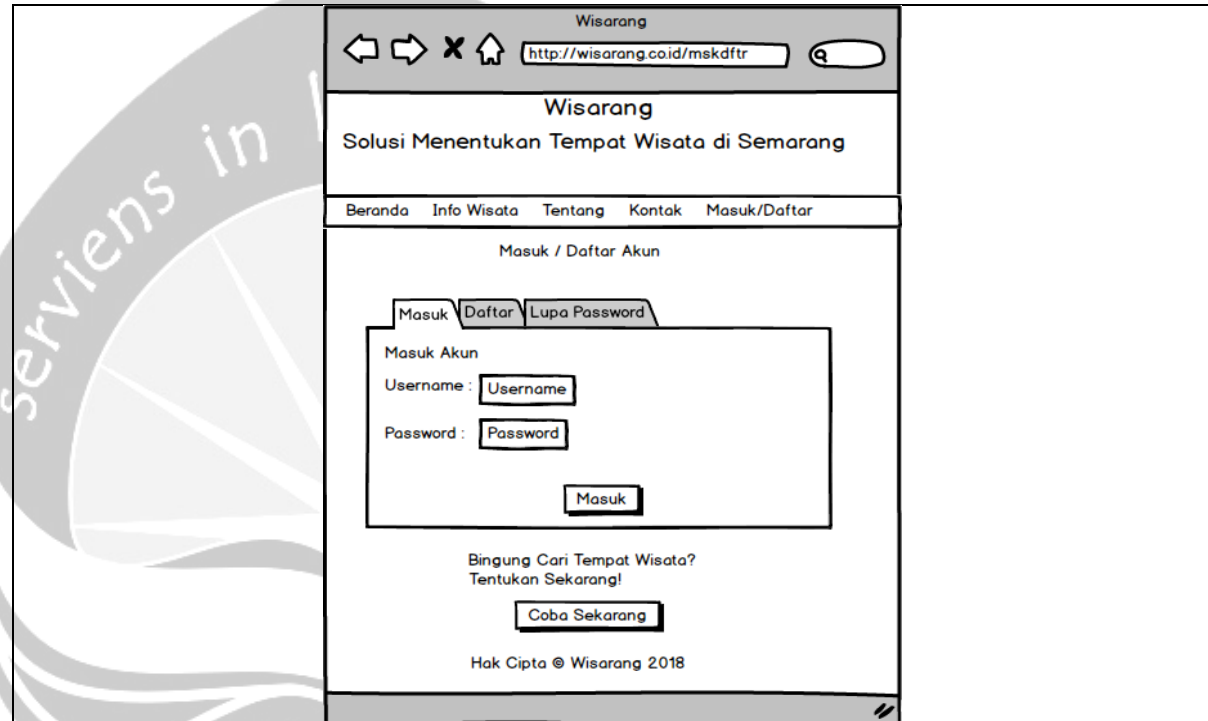 Wisarang
http://wisarang.co.id/mskdftr
Wisarang
Solusi Menentukan Tempat Wisata di Semarang
Beranda Info Wisata Tentang Kontak Masuk/Daftar
Masuk / Daftar Akun
Masuk Daftar Lupa Password
Masuk Akun
Username : Username
Password : Password
Masuk
Bingung Cari Tempat Wisata?
Tentukan Sekarang!
Coba Sekarang
Hak Cipta © Wisarang 2018
serviens in